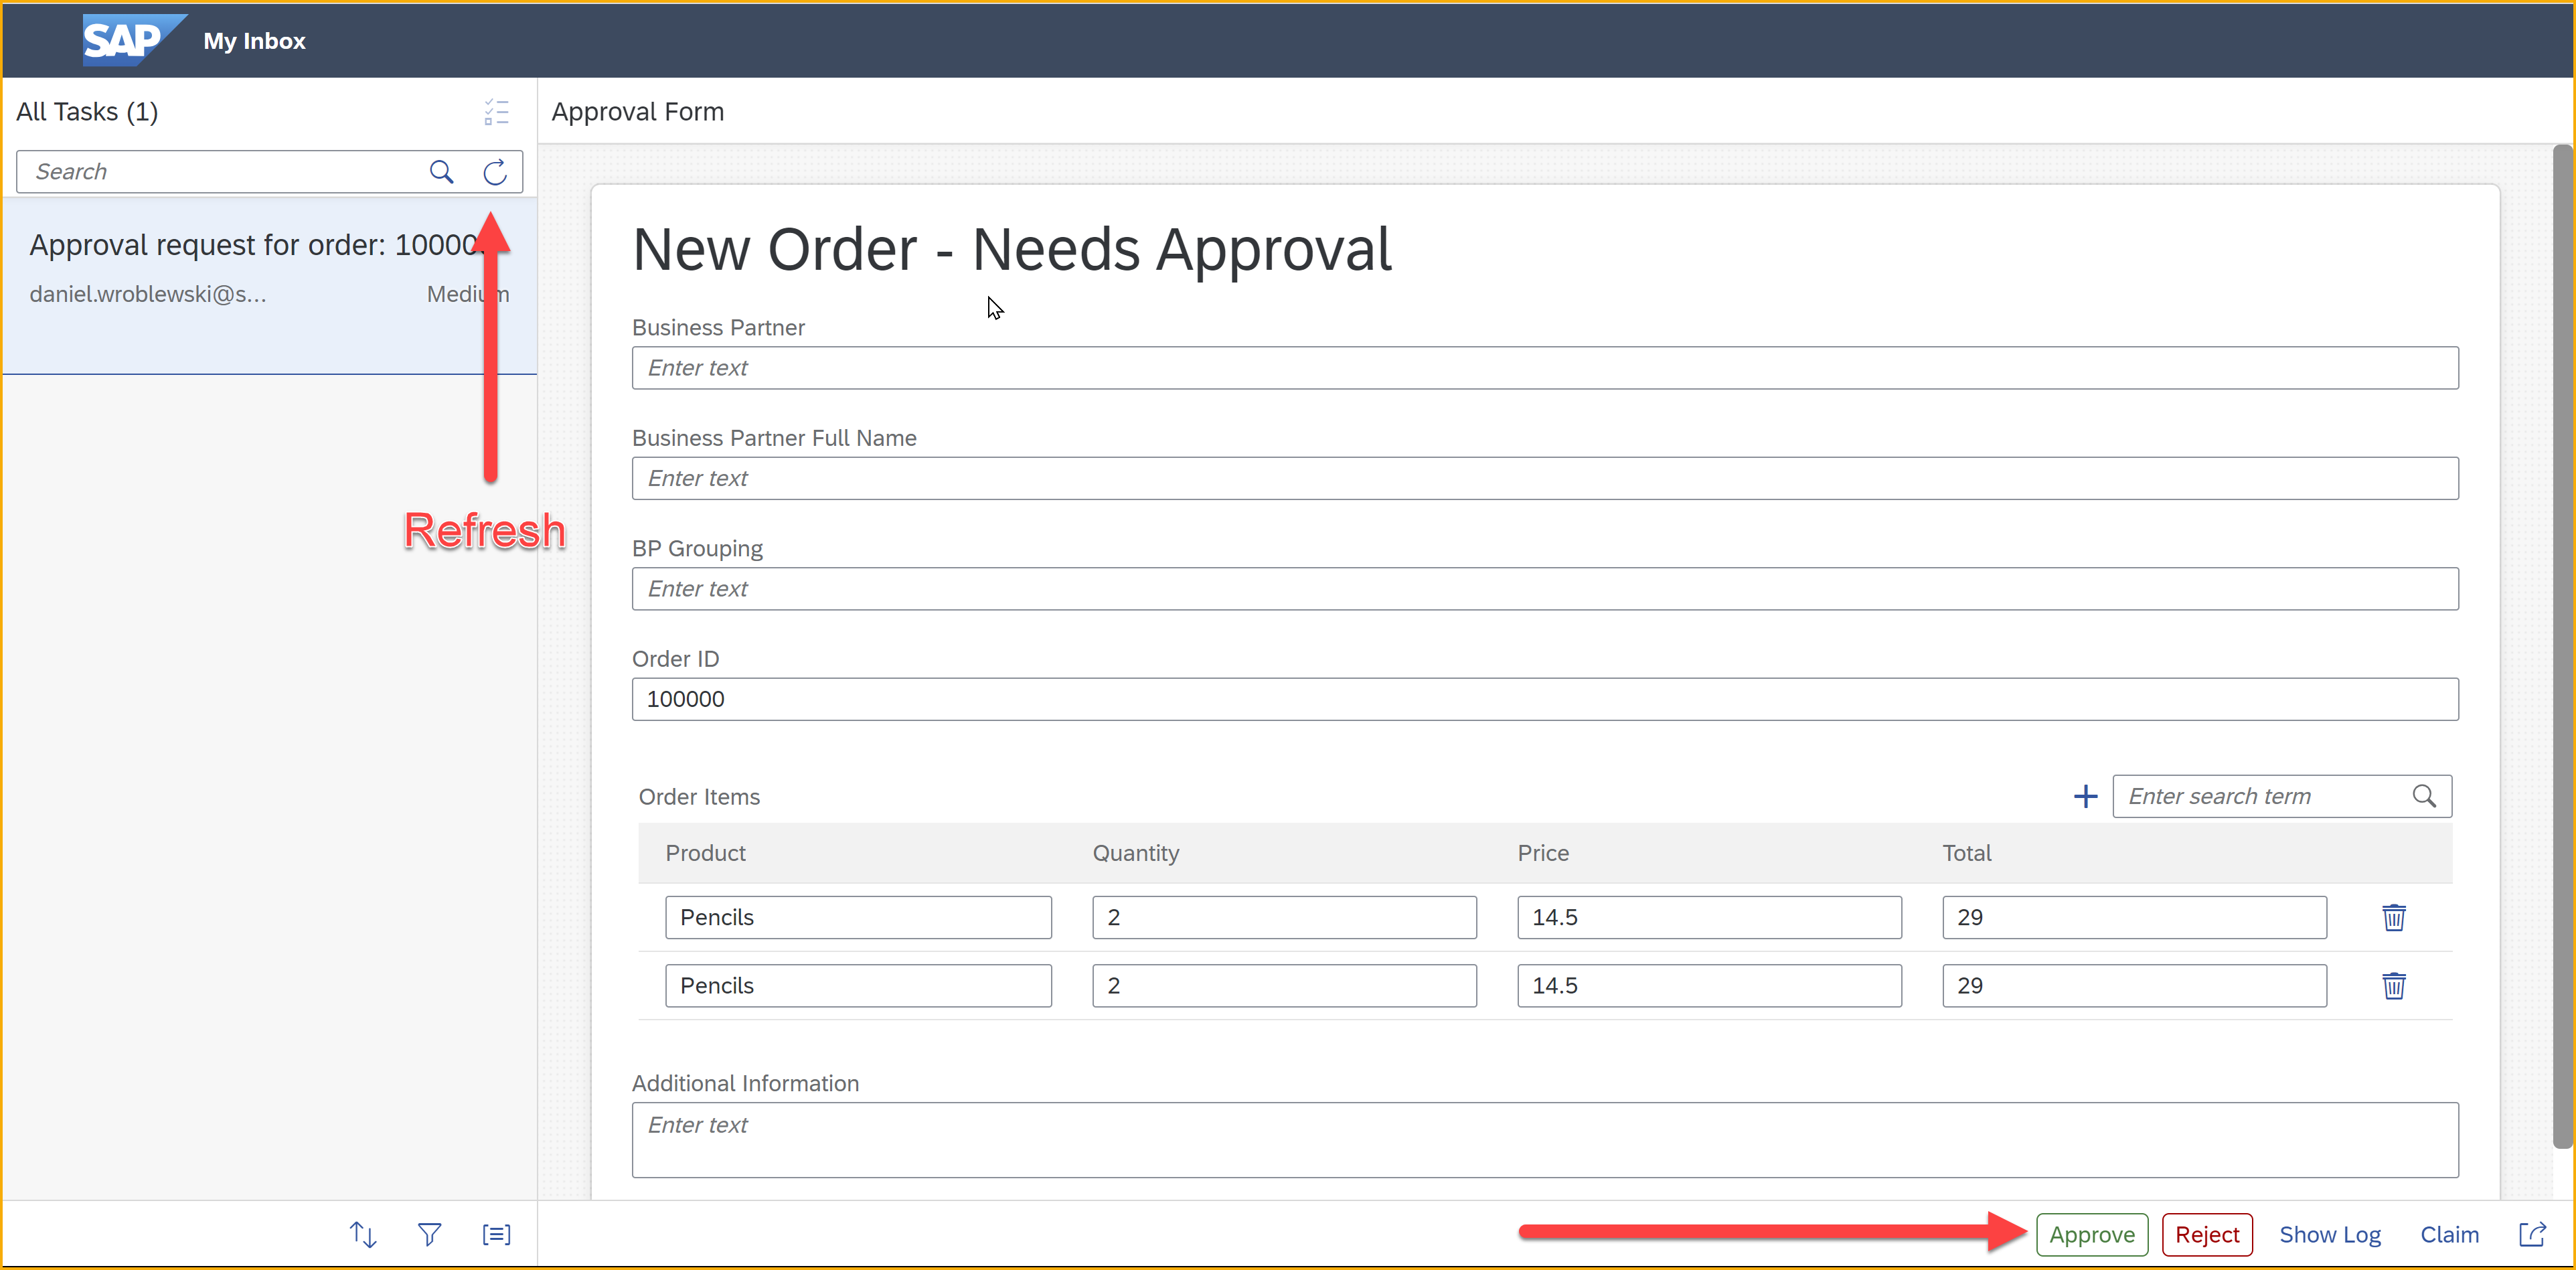 SAP My Inbox
All Tasks (1)
Search
Approval request for order: 10000
daniel.wroblewski@s... Medium
Refresh
Approval Form
New Order - Needs Approval
Business Partner
Enter text
Business Partner Full Name
Enter text
BP Grouping
Enter text
Order ID
100000
Order Items Enter search term
Product Quantity Price Total
Pencils 2 14.5 29
Pencils 2 14.5 29
Additional Information
Enter text
Approve Reject Show Log Claim